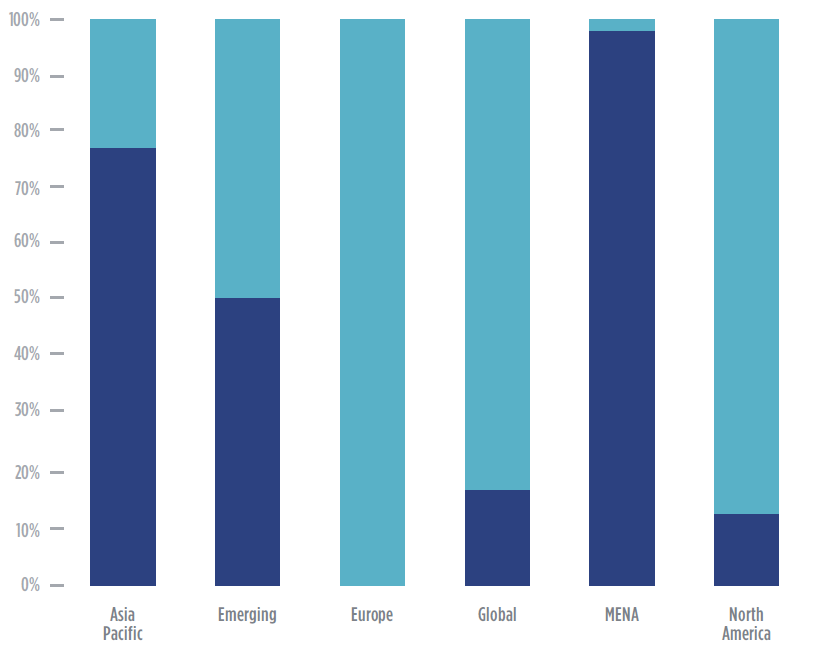 100%
90%
80%
70%
60%
50%
40%
30%
20%
10%
0%
Asia
Pacific
Emerging
Europe
Global
MENA
North
America